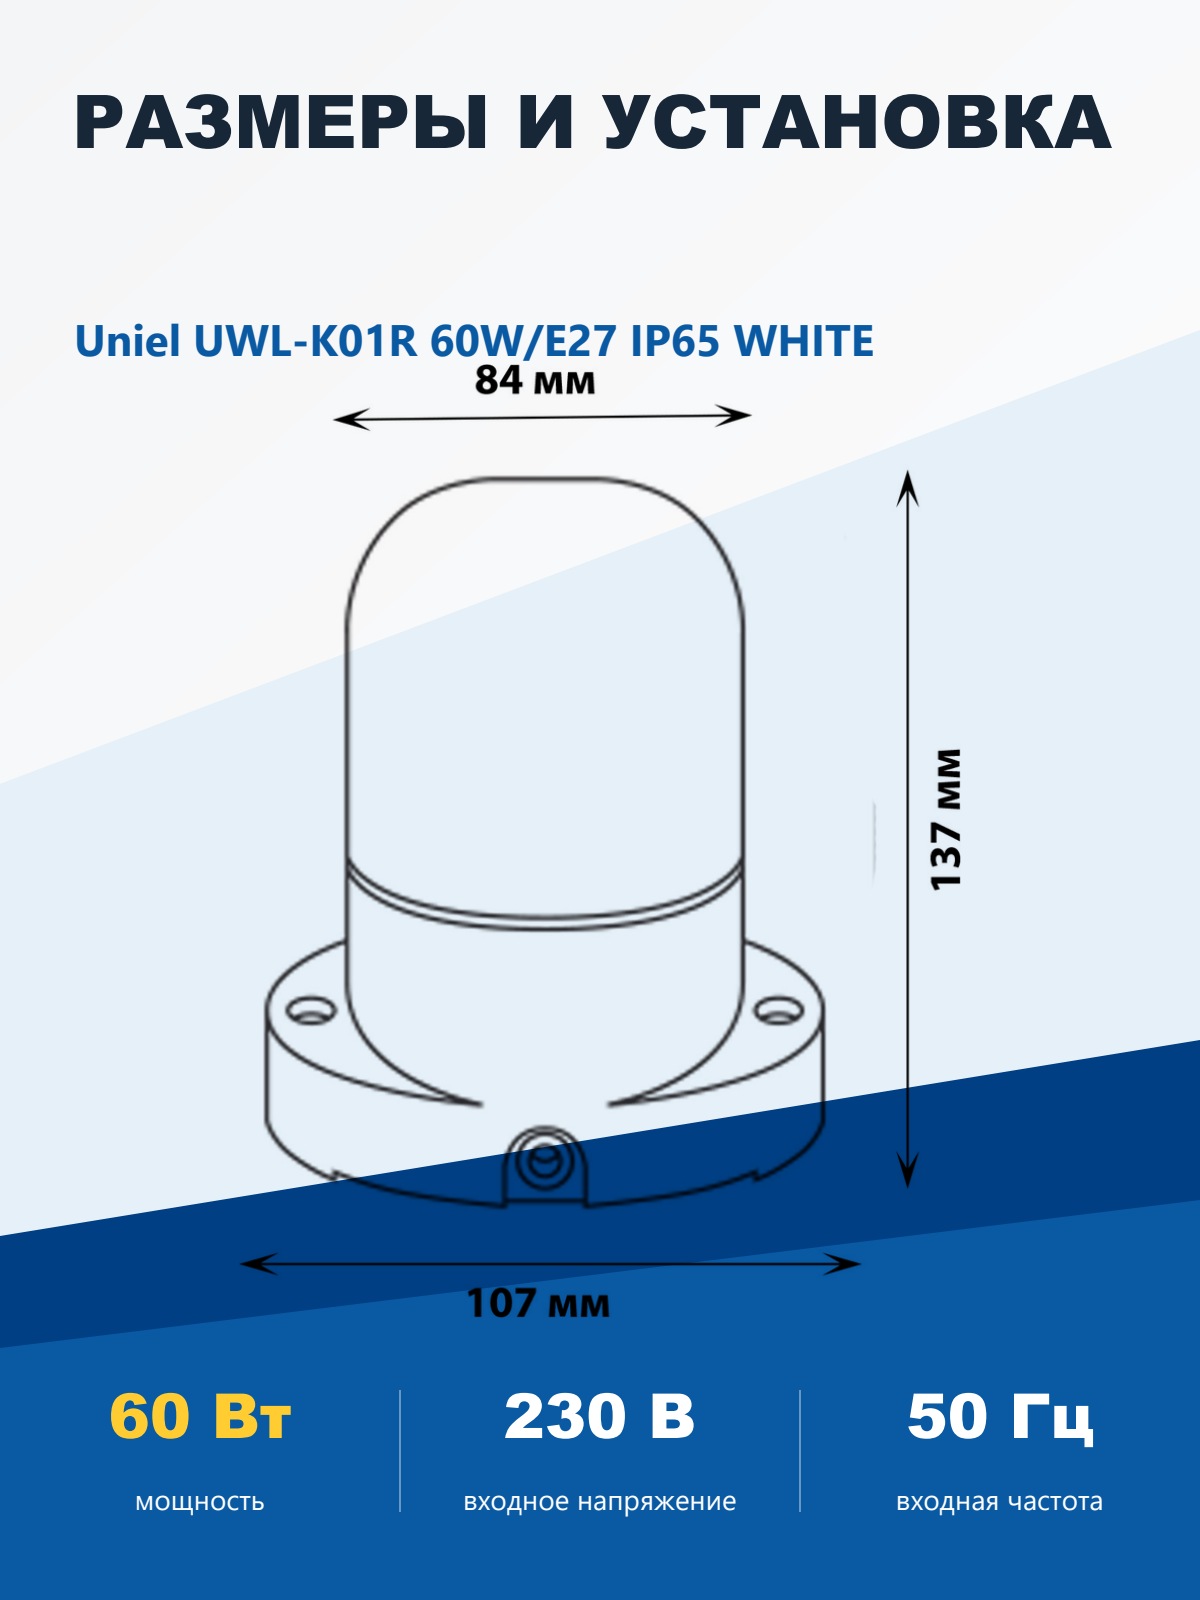 РАЗМЕРЫ И УСТАНОВКА
Uniel UWL-K01R 60W/E27 IP65 WHITE
84 мм
137 мм
107 мм
60 Вт
230 В
50 Гц
мощность
входное напряжение
входная частота